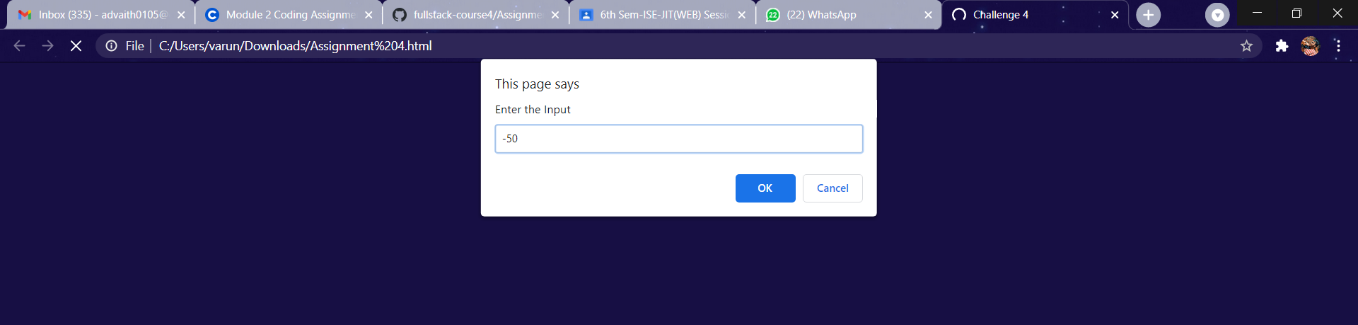 Inbox (335) - advaith0105@
Module 2 Coding Assignme
fullstack-course4/Assignme
6th Sem-ISE-JIT(WEB) Sessi
22
(22) WhatsApp
Challenge 4
File
C:/Users/varun/Downloads/Assignment%204.html
This page says
Enter the Input
-50
OK
Cancel